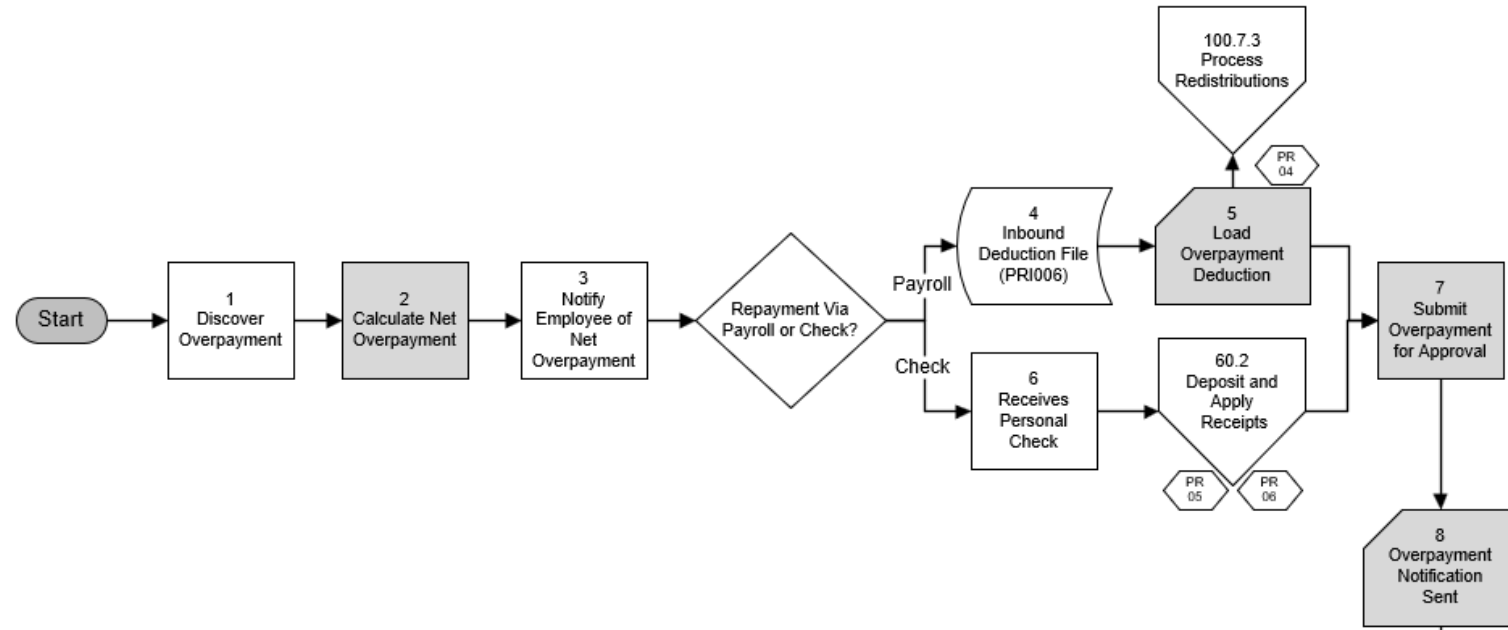 Start
1
Discover
Overpayment
2
Calculate Net
Overpayment
3
Notify
Employee of
Net
Overpayment
Repayment Via
Payroll or Check?
Payroll
Check
4
Inbound
Deduction File
(PRI006)
5
Load
Overpayment
Deduction
PR
04
100.7.3
Process
Redistributions
6
Receives
Personal
Check
60.2
Deposit and
Apply
Receipts
PR
05
PR
06
7
Submit
Overpayment
for Approval
8
Overpayment
Notification
Sent